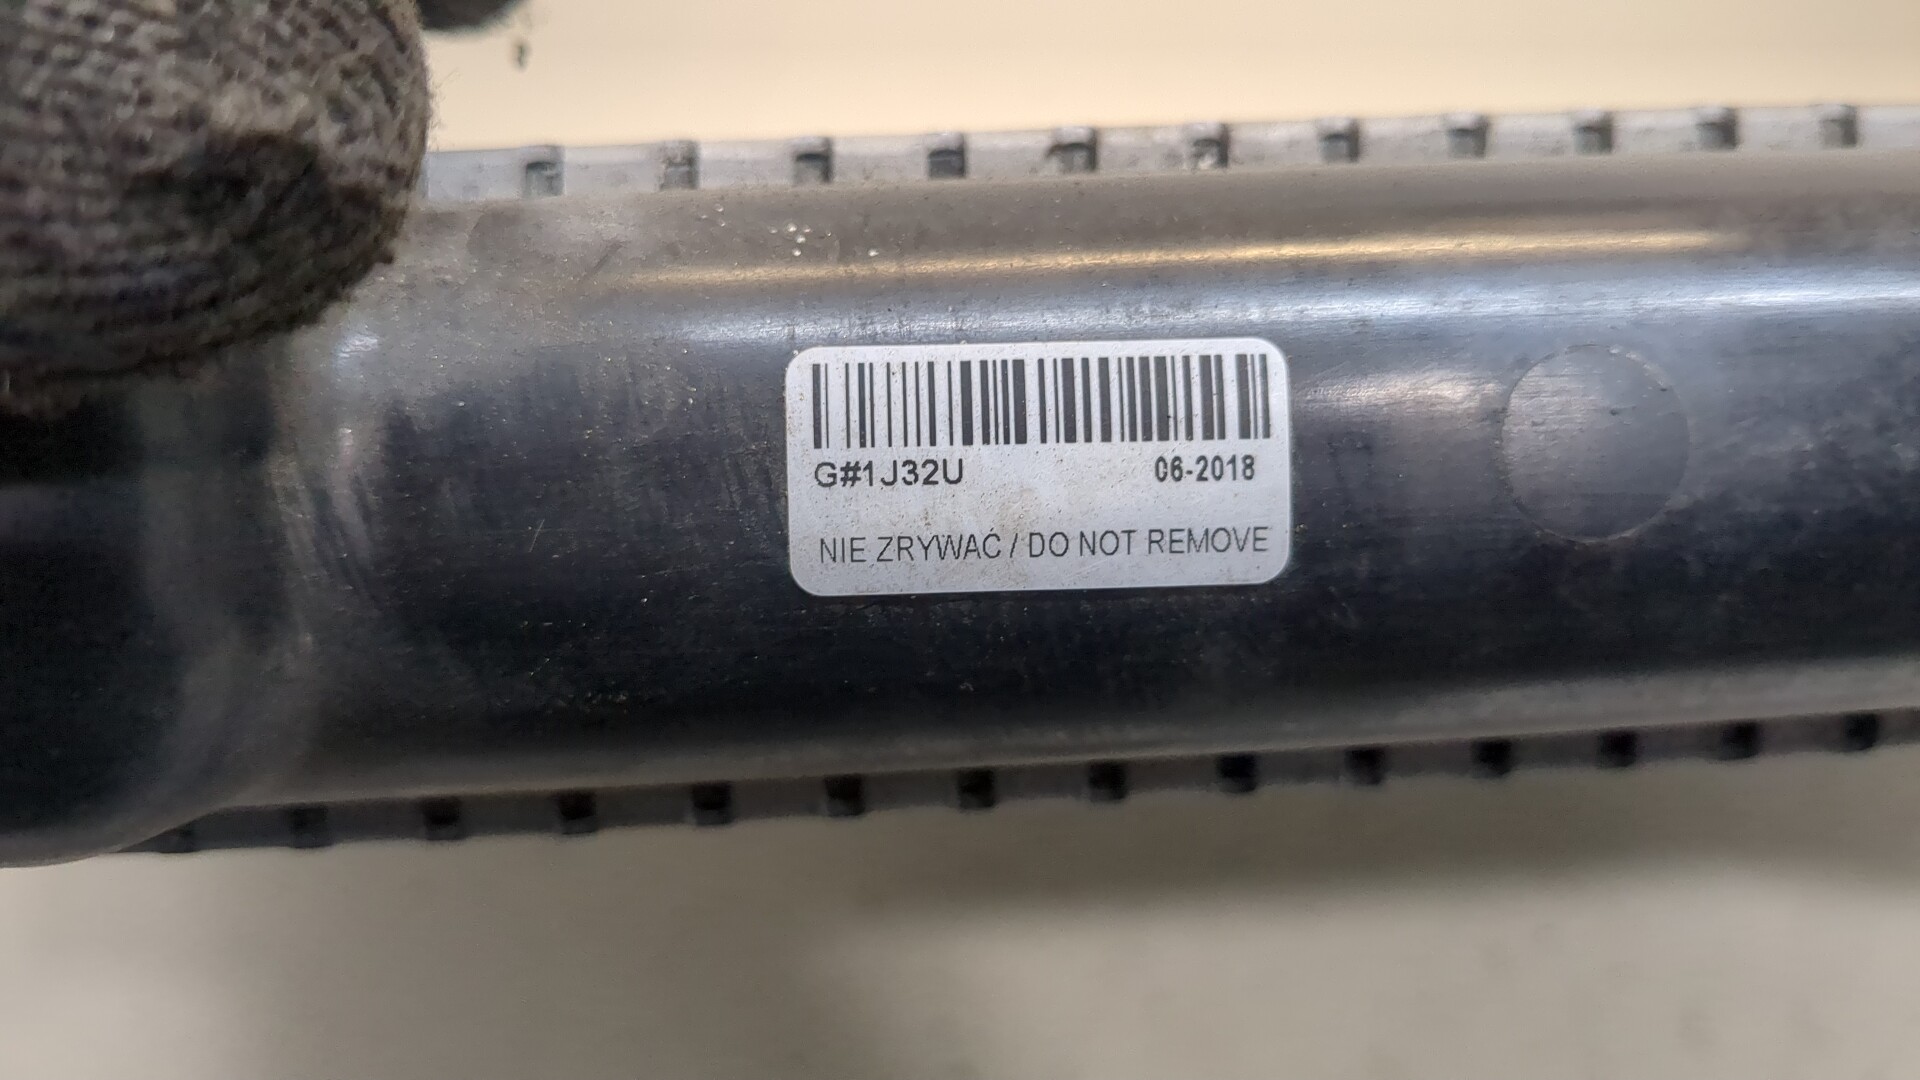 G#1J32U 06-2018
NIE ZRYWAĆ / DO NOT REMOVE